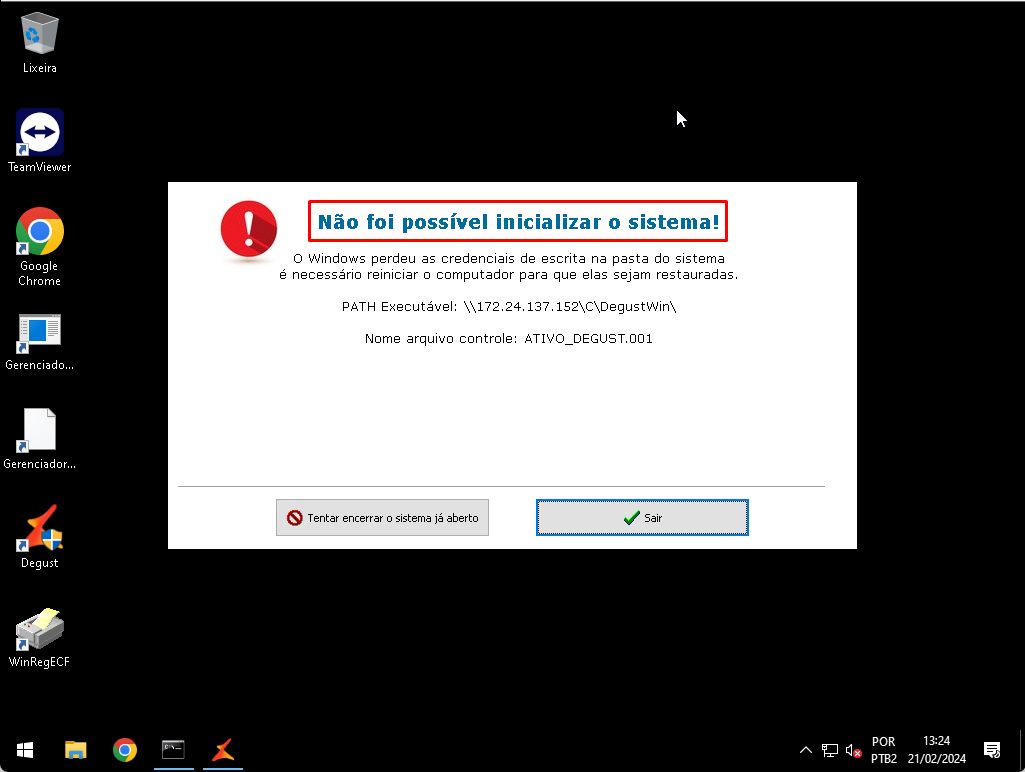 Lixeira
TeamViewer
Google
Chrome
Gerenciado...
Gerenciador...
Degust
WinRegECF
Não foi possível inicializar o sistema!
O Windows perdeu as credenciais de escrita na pasta do sistema
é necessário reiniciar o computador para que elas sejam restauradas.
PATH Executável: \\172.24.137.152\C\DegustWin\
Nome arquivo controle: ATIVO_DEGUST.001
Tentar encerrar o sistema já aberto
Sair
POR
PTB2
13:24
21/02/2024